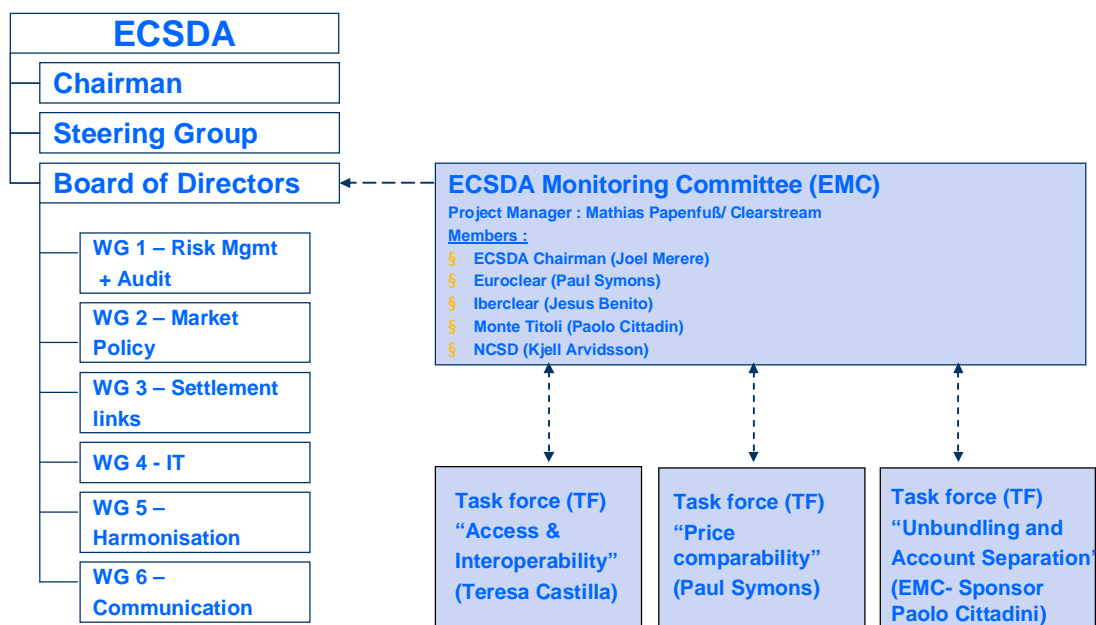 ECSDA
Chairman
Steering Group
Board of Directors
WG 1 – Risk Mgmt
+ Audit
WG 2 – Market
Policy
WG 3 – Settlement
links
WG 4 - IT
WG 5 –
Harmonisation
WG 6 –
Communication
ECSDA Monitoring Committee (EMC)
Project Manager : Mathias Papenfuß/ Clearstream
Members :
§ ECSDA Chairman (Joel Merere)
§ Euroclear (Paul Symons)
§ Iberclear (Jesus Benito)
§ Monte Titoli (Paolo Cittadin)
§ NCSD (Kjell Arvidsson)
Task force (TF)
“Access &
Interoperability”
(Teresa Castilla)
Task force (TF)
“Price
comparability”
(Paul Symons)
Task force (TF)
“Unbundling and
Account Separation”
(EMC- Sponsor
Paolo Cittadini)